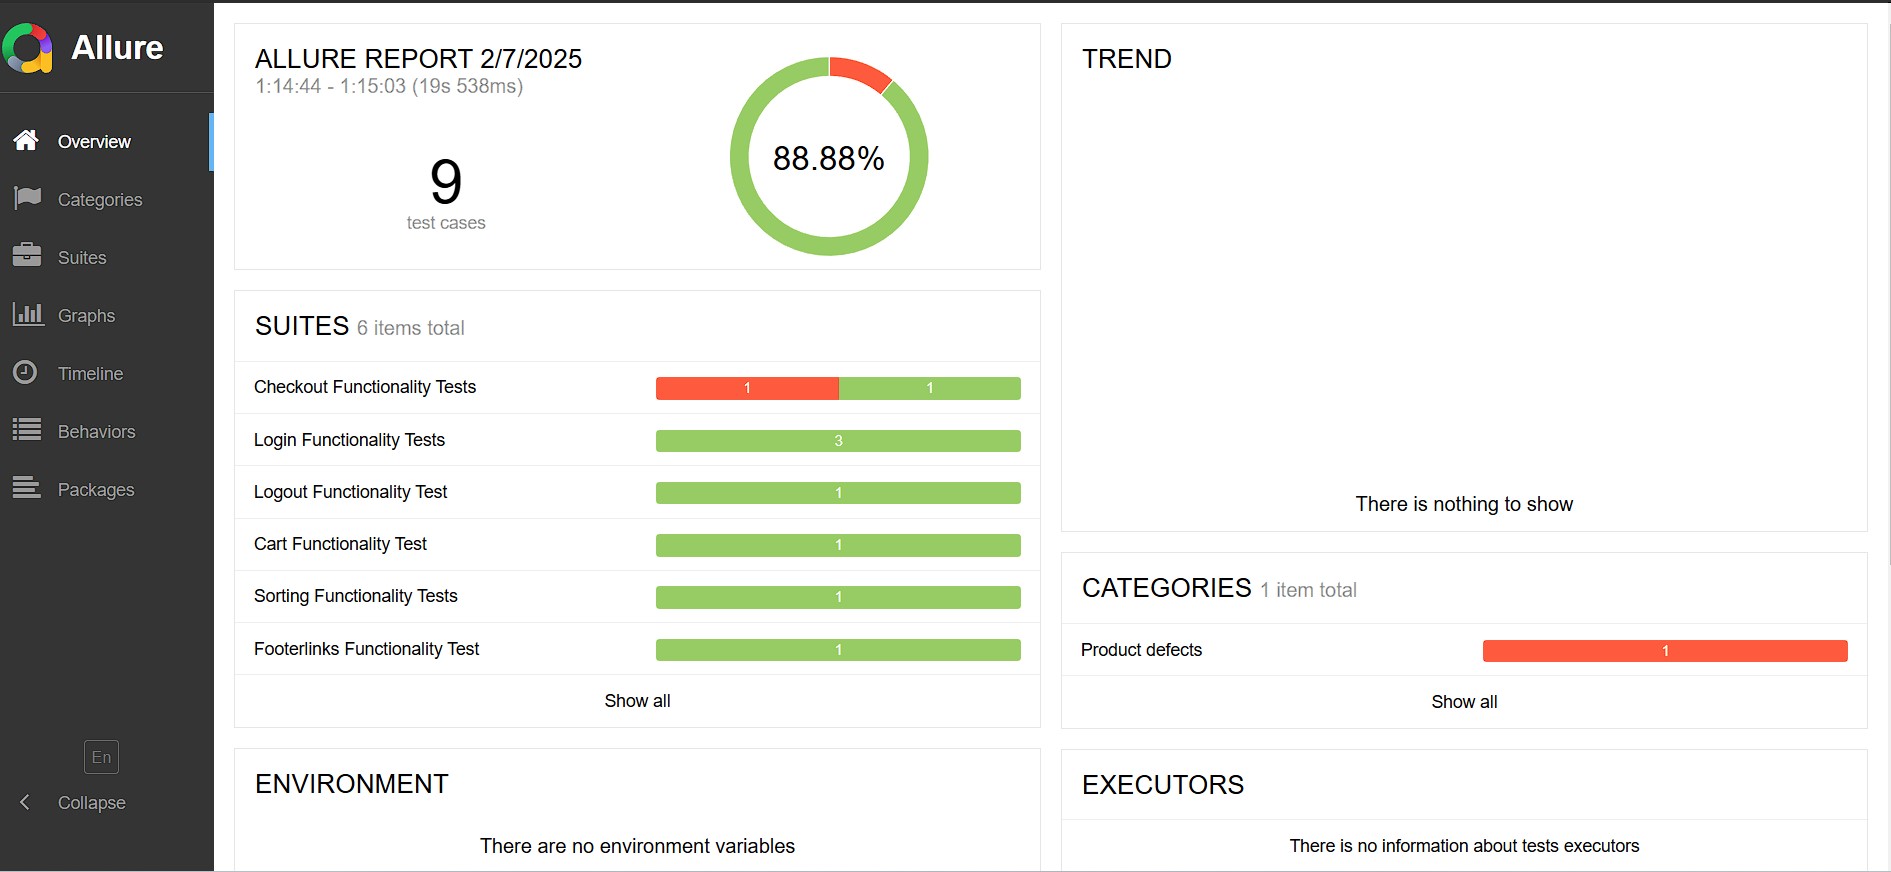 Allure
Overview
Categories
Suites
Graphs
Timeline
Behaviors
Packages
En
Collapse
ALLURE REPORT 2/7/2025
1:14:44 - 1:15:03 (19s 538ms)
9
test cases
88.88%
SUITES 6 items total
Checkout Functionality Tests 1 1
Login Functionality Tests 3
Logout Functionality Test 1
Cart Functionality Test 1
Sorting Functionality Tests 1
Footerlinks Functionality Test 1
Show all
ENVIRONMENT
There are no environment variables
TREND
There is nothing to show
CATEGORIES 1 item total
Product defects 1
Show all
EXECUTORS
There is no information about tests executors